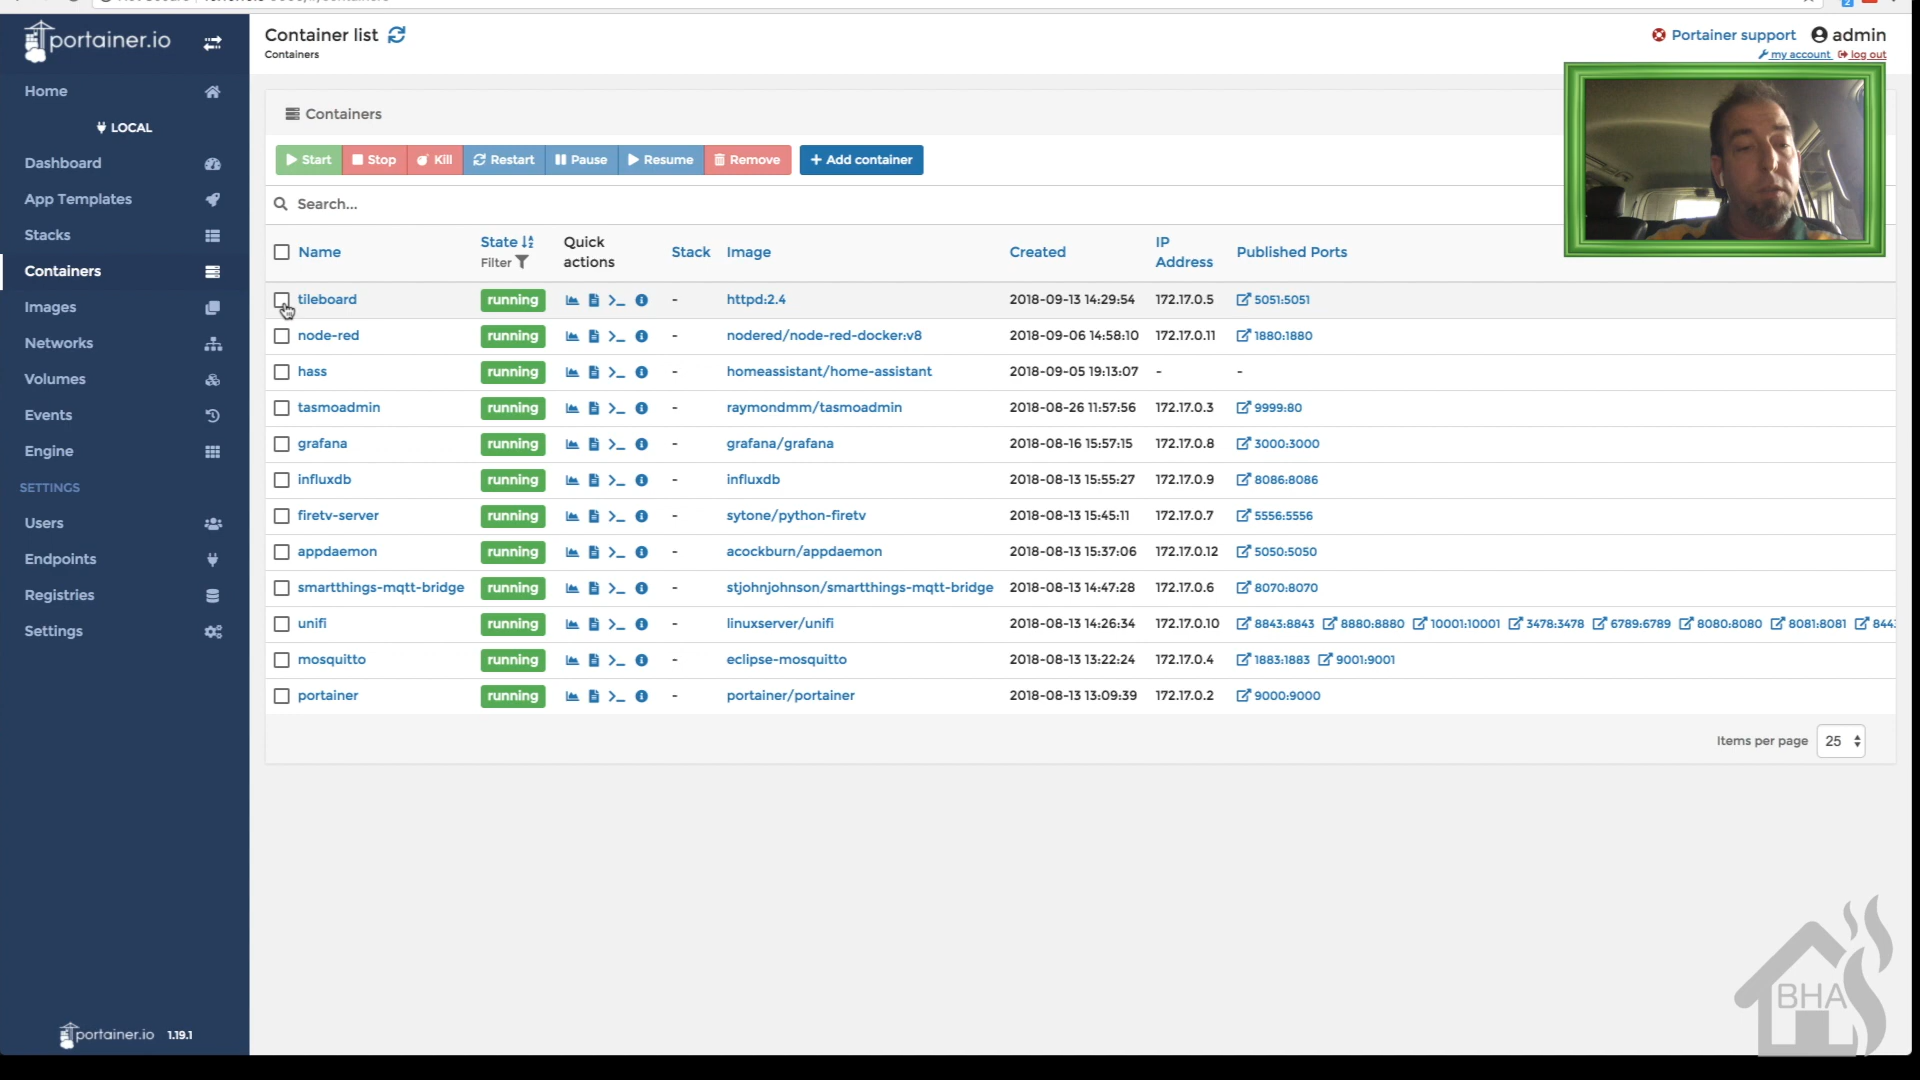 portainer.io
Container list
Containers
Portainer support
admin
my account
log out
Home
LOCAL
Dashboard
App Templates
Stacks
Containers
Images
Networks
Volumes
Events
Engine
SETTINGS
Users
Endpoints
Registries
Settings
portainer.io 1.19.1
Containers
Start Stop Kill Restart Pause Resume Remove Add container
Search...
Name State Filter Quick actions Stack Image Created IP Address Published Ports
tileboard running - httpd:2.4 2018-09-13 14:29:54 172.17.0.5 5051:5051
node-red running - nodered/node-red-docker:v8 2018-09-06 14:58:10 172.17.0.11 1880:1880
hass running - homeassistant/home-assistant 2018-09-05 19:13:07 - -
tasmoadmin running - raymondmm/tasmoadmin 2018-08-26 11:57:56 172.17.0.3 9999:80
grafana running - grafana/grafana 2018-08-16 15:57:15 172.17.0.8 3000:3000
influxdb running - influxdb 2018-08-13 15:55:27 172.17.0.9 8086:8086
firetv-server running - sytone/python-firetv 2018-08-13 15:45:11 172.17.0.7 5556:5556
appdaemon running - acockburn/appdaemon 2018-08-13 15:37:06 172.17.0.12 5050:5050
smartthings-mqtt-bridge running - stjohnjohnson/smartthings-mqtt-bridge 2018-08-13 14:47:28 172.17.0.6 8070:8070
unifi running - linuxserver/unifi 2018-08-13 14:26:34 172.17.0.10 8843:8843 8880:8880 10001:10001 3478:3478 6789:6789 8080:8080 8081:8081
mosquitto running - eclipse-mosquitto 2018-08-13 13:22:24 172.17.0.4 1883:1883 9001:9001
portainer running - portainer/portainer 2018-08-13 13:09:39 172.17.0.2 9000:9000
Items per page 25
BHA